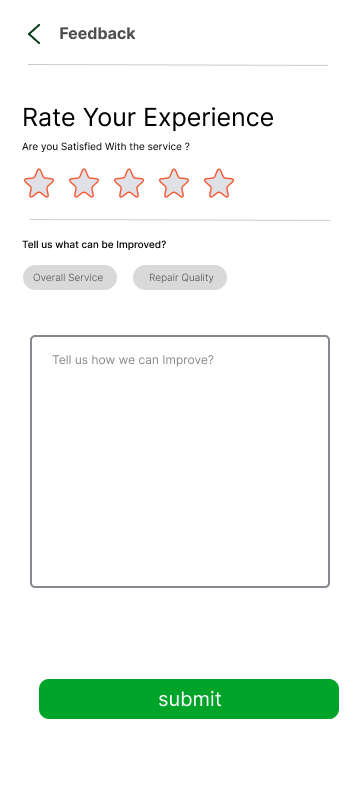 Feedback
Rate Your Experience
Are you Satisfied With the service ?
Tell us what can be Improved?
Overall Service Repair Quality
Tell us how we can Improve?
submit